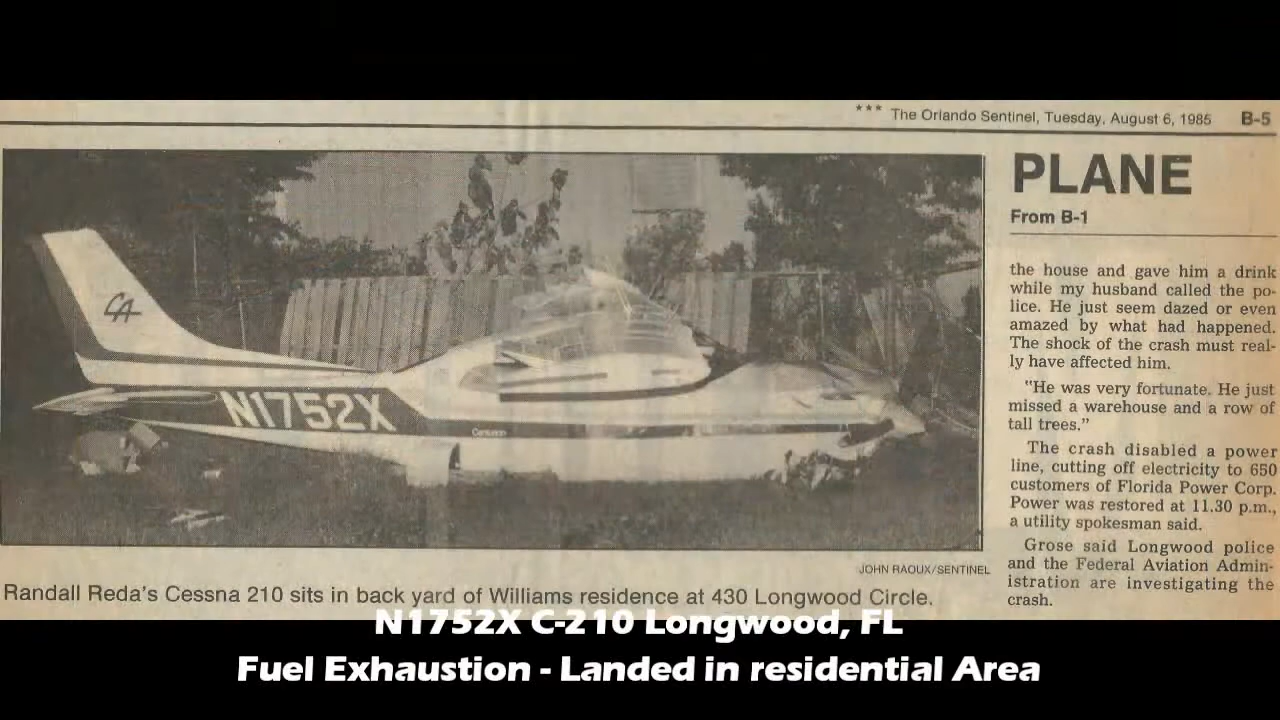 *** The Orlando Sentinel, Tuesday, August 6, 1985 B-5
PLANE
From B-1
the house and gave him a drink
while my husband called the po-
lice. He just seem dazed or even
amazed by what had happened.
The shock of the crash must real-
ly have affected him.
"He was very fortunate. He just
missed a warehouse and a row of
tall trees."
The crash disabled a power
line, cutting off electricity to 650
customers of Florida Power Corp.
Power was restored at 11.30 p.m.,
a utility spokesman said.
Grose said Longwood police
and the Federal Aviation Admin-
istration are investigating the
crash.
CA
N1752X
Centurion
JOHN RAOUX/SENTINEL
Randall Reda's Cessna 210 sits in back yard of Williams residence at 430 Longwood Circle.
N1752X C-210 Longwood, FL
Fuel Exhaustion - Landed in residential Area